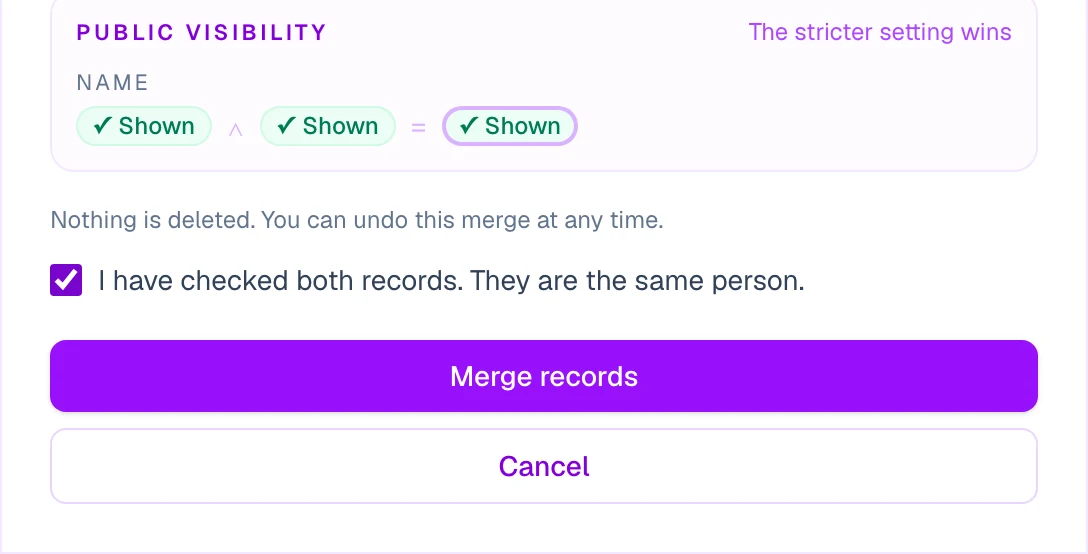 PUBLIC VISIBILITY The stricter setting wins
NAME
✓ Shown ∧ ✓ Shown = ✓ Shown
Nothing is deleted. You can undo this merge at any time.
I have checked both records. They are the same person.
Merge records
Cancel